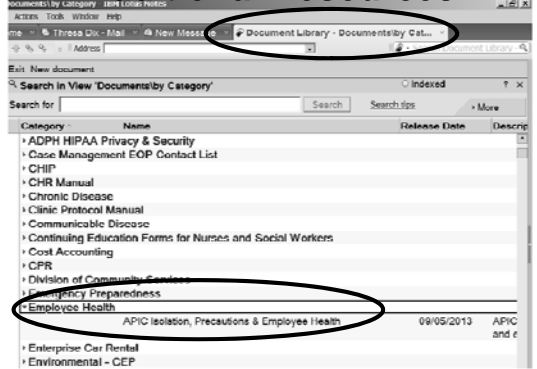 Documents\by Category - IBM Lotus Notes
Actions Tools Window Help
Thresa Dix - Mail New Message Document Library - Documents\by Cat...
Address Document Library
Exit New document
Search in View 'Documents\by Category' Indexed ? ×
Search for Search Search tips More
Category Name Release Date Descrip
ADPH HIPAA Privacy & Security
Case Management EOP Contact List
CHIP
CHR Manual
Chronic Disease
Clinic Protocol Manual
Communicable Disease
Continuing Education Forms for Nurses and Social Workers
Cost Accounting
CPR
Division of Community Services
Emergency Preparedness
Employee Health
APIC Isolation, Precautions & Employee Health 09/05/2013 APIC
and e
Enterprise Car Rental
Environmental - CEP